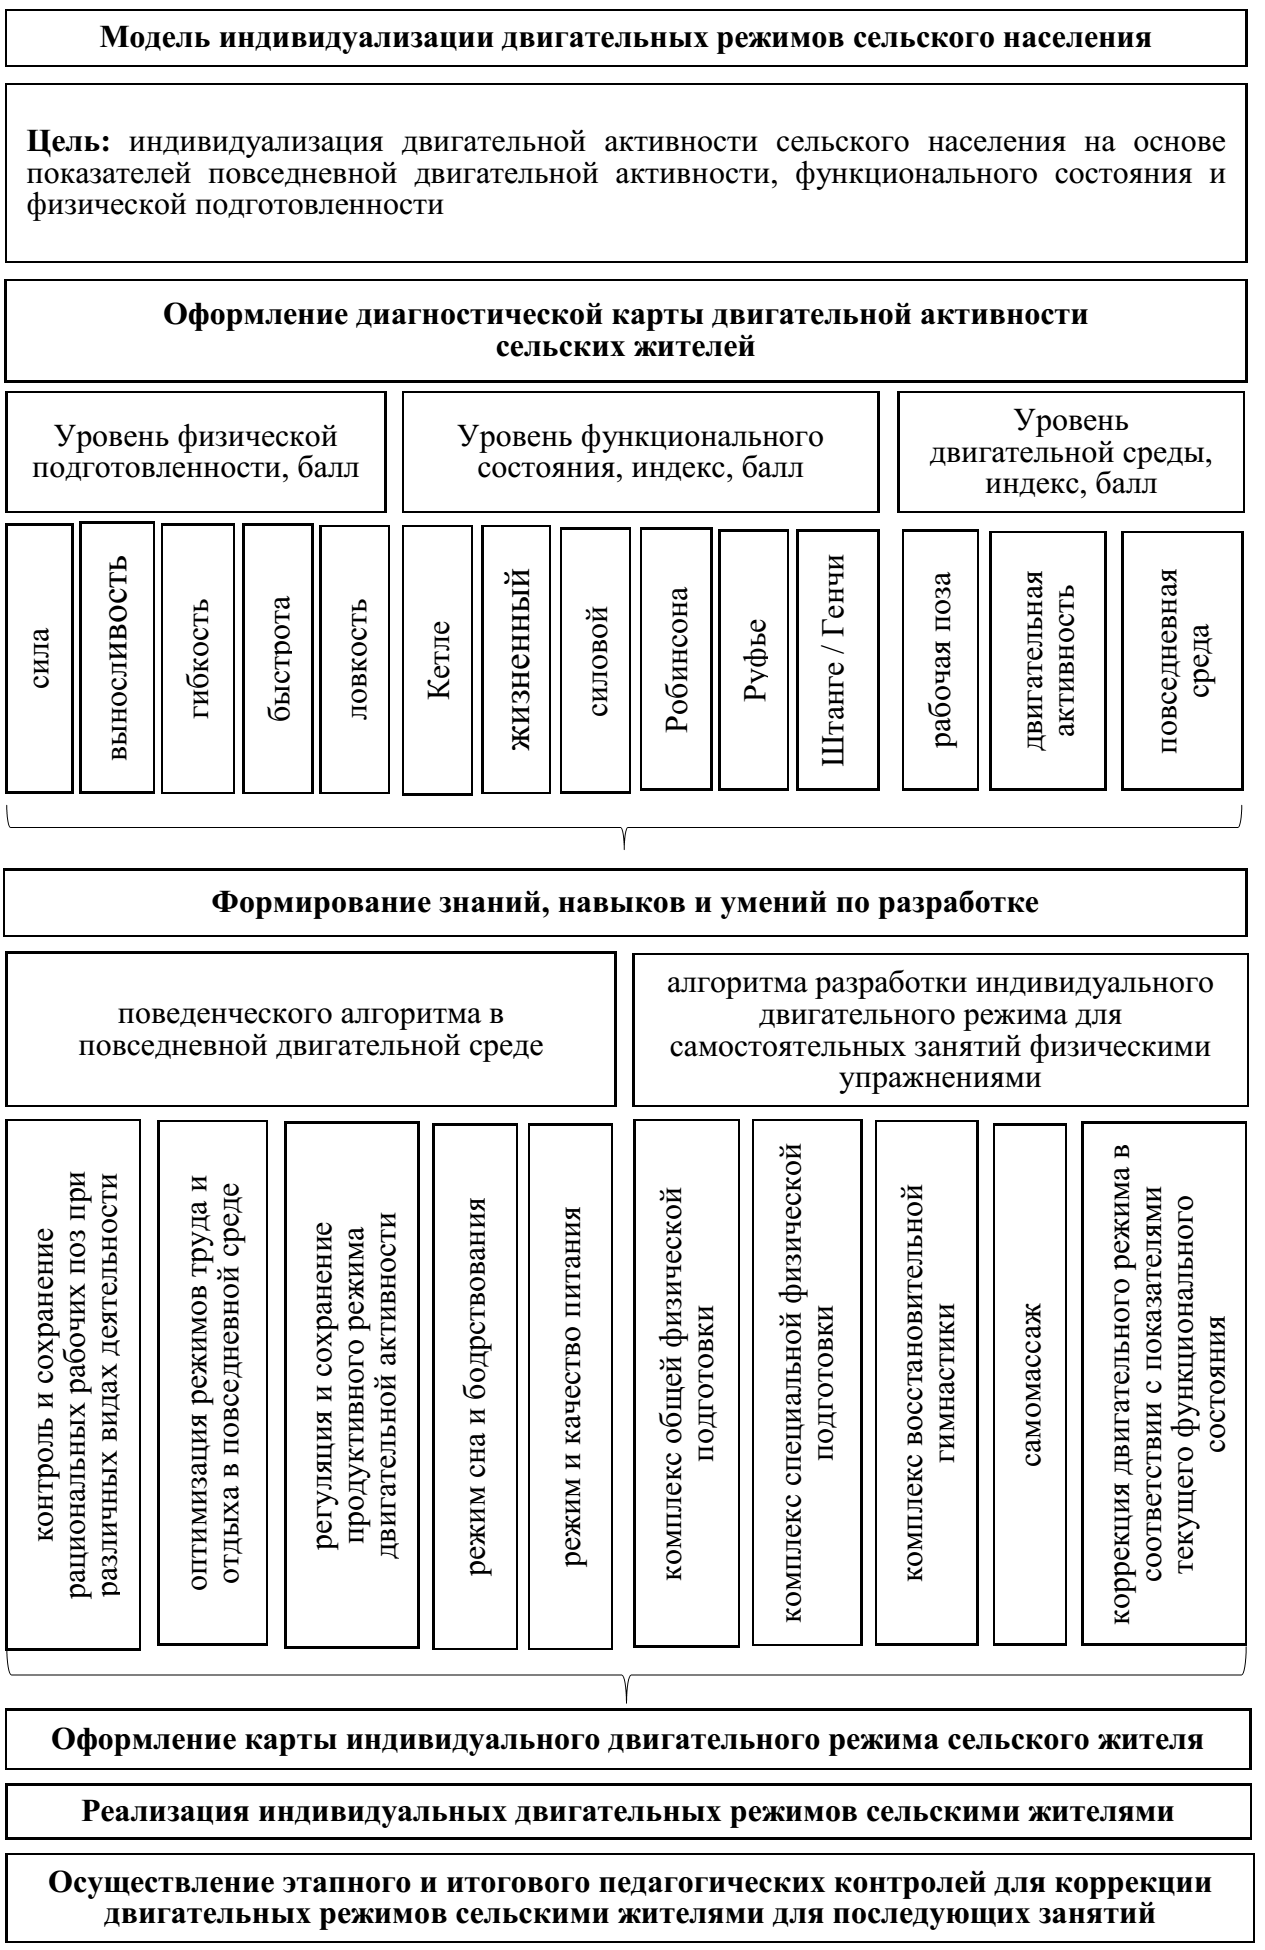 Модель индивидуализации двигательных режимов сельского населения
Цель: индивидуализация двигательной активности сельского населения на основе
показателей повседневной двигательной активности, функционального состояния и
физической подготовленности
Оформление диагностической карты двигательной активности
сельских жителей
Уровень физической
подготовленности, балл
Уровень функционального
состояния, индекс, балл
Уровень
двигательной среды,
индекс, балл
сила
выносливость
гибкость
быстрота
ловкость
Кетле
жизненный
силовой
Робинсона
Руфье
Штанге / Генчи
рабочая поза
двигательная
активность
повседневная
среда
Формирование знаний, навыков и умений по разработке
поведенческого алгоритма в
повседневной двигательной среде
алгоритма разработки индивидуального
двигательного режима для
самостоятельных занятий физическими
упражнениями
контроль и сохранение
рациональных рабочих поз при
различных видах деятельности
оптимизация режимов труда и
отдыха в повседневной среде
регуляция и сохранение
продуктивного режима
двигательной активности
режим сна и бодрствования
режим и качество питания
комплекс общей физической
подготовки
комплекс специальной физической
подготовки
комплекс восстановительной
гимнастики
самомассаж
коррекция двигательного режима в
соответствии с показателями
текущего функционального
состояния
Оформление карты индивидуального двигательного режима сельского жителя
Реализация индивидуальных двигательных режимов сельскими жителями
Осуществление этапного и итогового педагогических контролей для коррекции
двигательных режимов сельскими жителями для последующих занятий